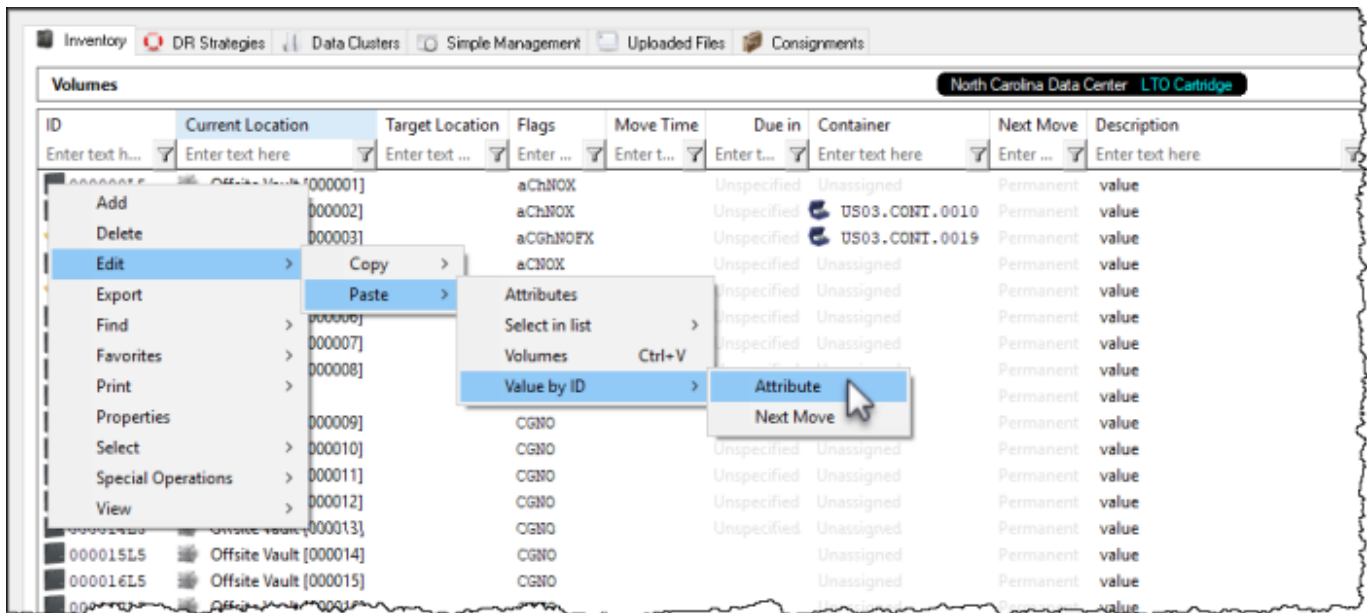 Inventory DR Strategies Data Clusters Simple Management Uploaded Files Consignments
Volumes North Carolina Data Center LTO Cartridge
ID Current Location Target Location Flags Move Time Due in Container Next Move Description
Enter text h... Enter text here Enter text ... Enter ... Enter t... Enter t... Enter text here Enter ... Enter text here
Offsite Vault [000001] aChNOX Unspecified Unassigned Permanent value
Add 000002] aChNOX Unspecified US03.CONT.0010 Permanent value
Delete 000003] aCGhNOFX Unspecified US03.CONT.0019 Permanent value
Edit > Copy > aCNOX Unspecified Unassigned Permanent value
Export Paste > Attributes Unspecified Unassigned Permanent value
Find > 000006] Select in list > Unspecified Unassigned Permanent value
Favorites > 000007] Volumes Ctrl+V Unspecified Unassigned Permanent value
000008] Permanent value
Print > Value by ID > Attribute value
Properties 000009] CGNO Next Move value
Select > 000010] CGNO Unspecified Unassigned Permanent value
Special Operations > 000011] CGNO Unspecified Unassigned Permanent value
View > 000012] CGNO Unspecified Unassigned Permanent value
Offsite Vault [000013] CGNO Unspecified Unassigned Permanent value
000015L5 Offsite Vault [000014] CGNO Unassigned Permanent value
000016L5 Offsite Vault [000015] CGNO Unassigned Permanent value
value